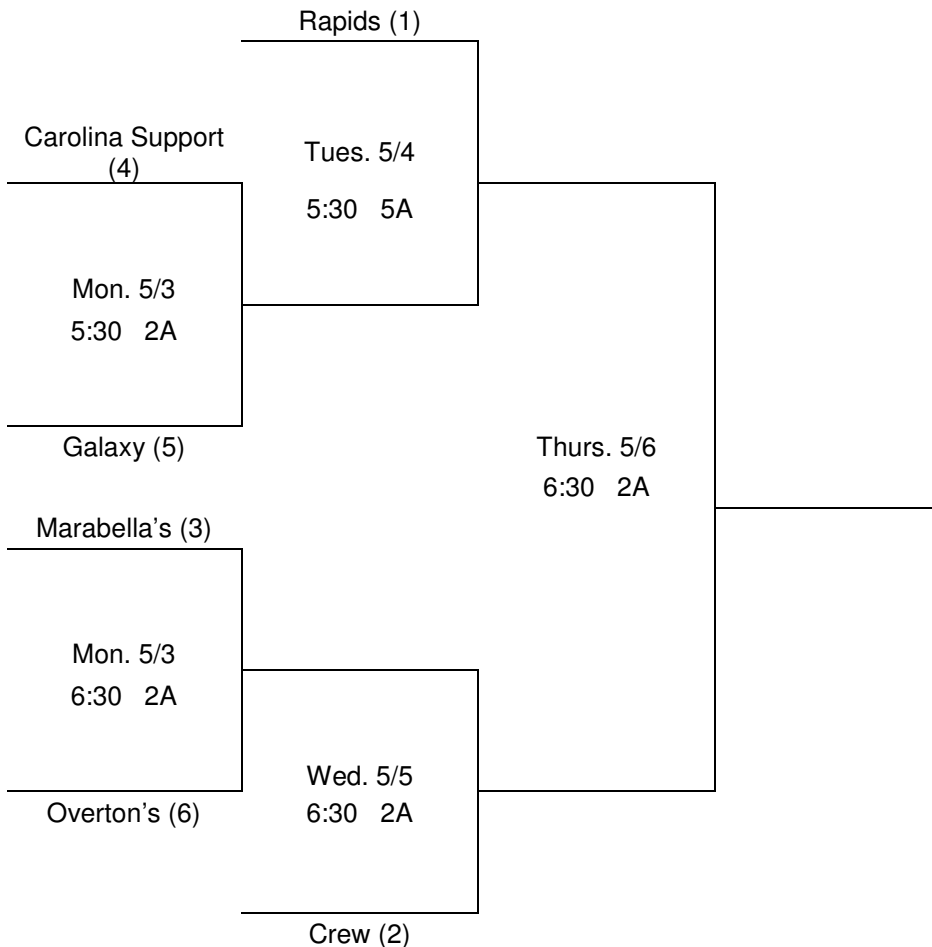 Rapids (1)
Carolina Support
(4)
Tues. 5/4
5:30 5A
Mon. 5/3
5:30 2A
Galaxy (5)
Thurs. 5/6
6:30 2A
Marabella's (3)
Mon. 5/3
6:30 2A
Overton's (6)
Wed. 5/5
6:30 2A
Crew (2)